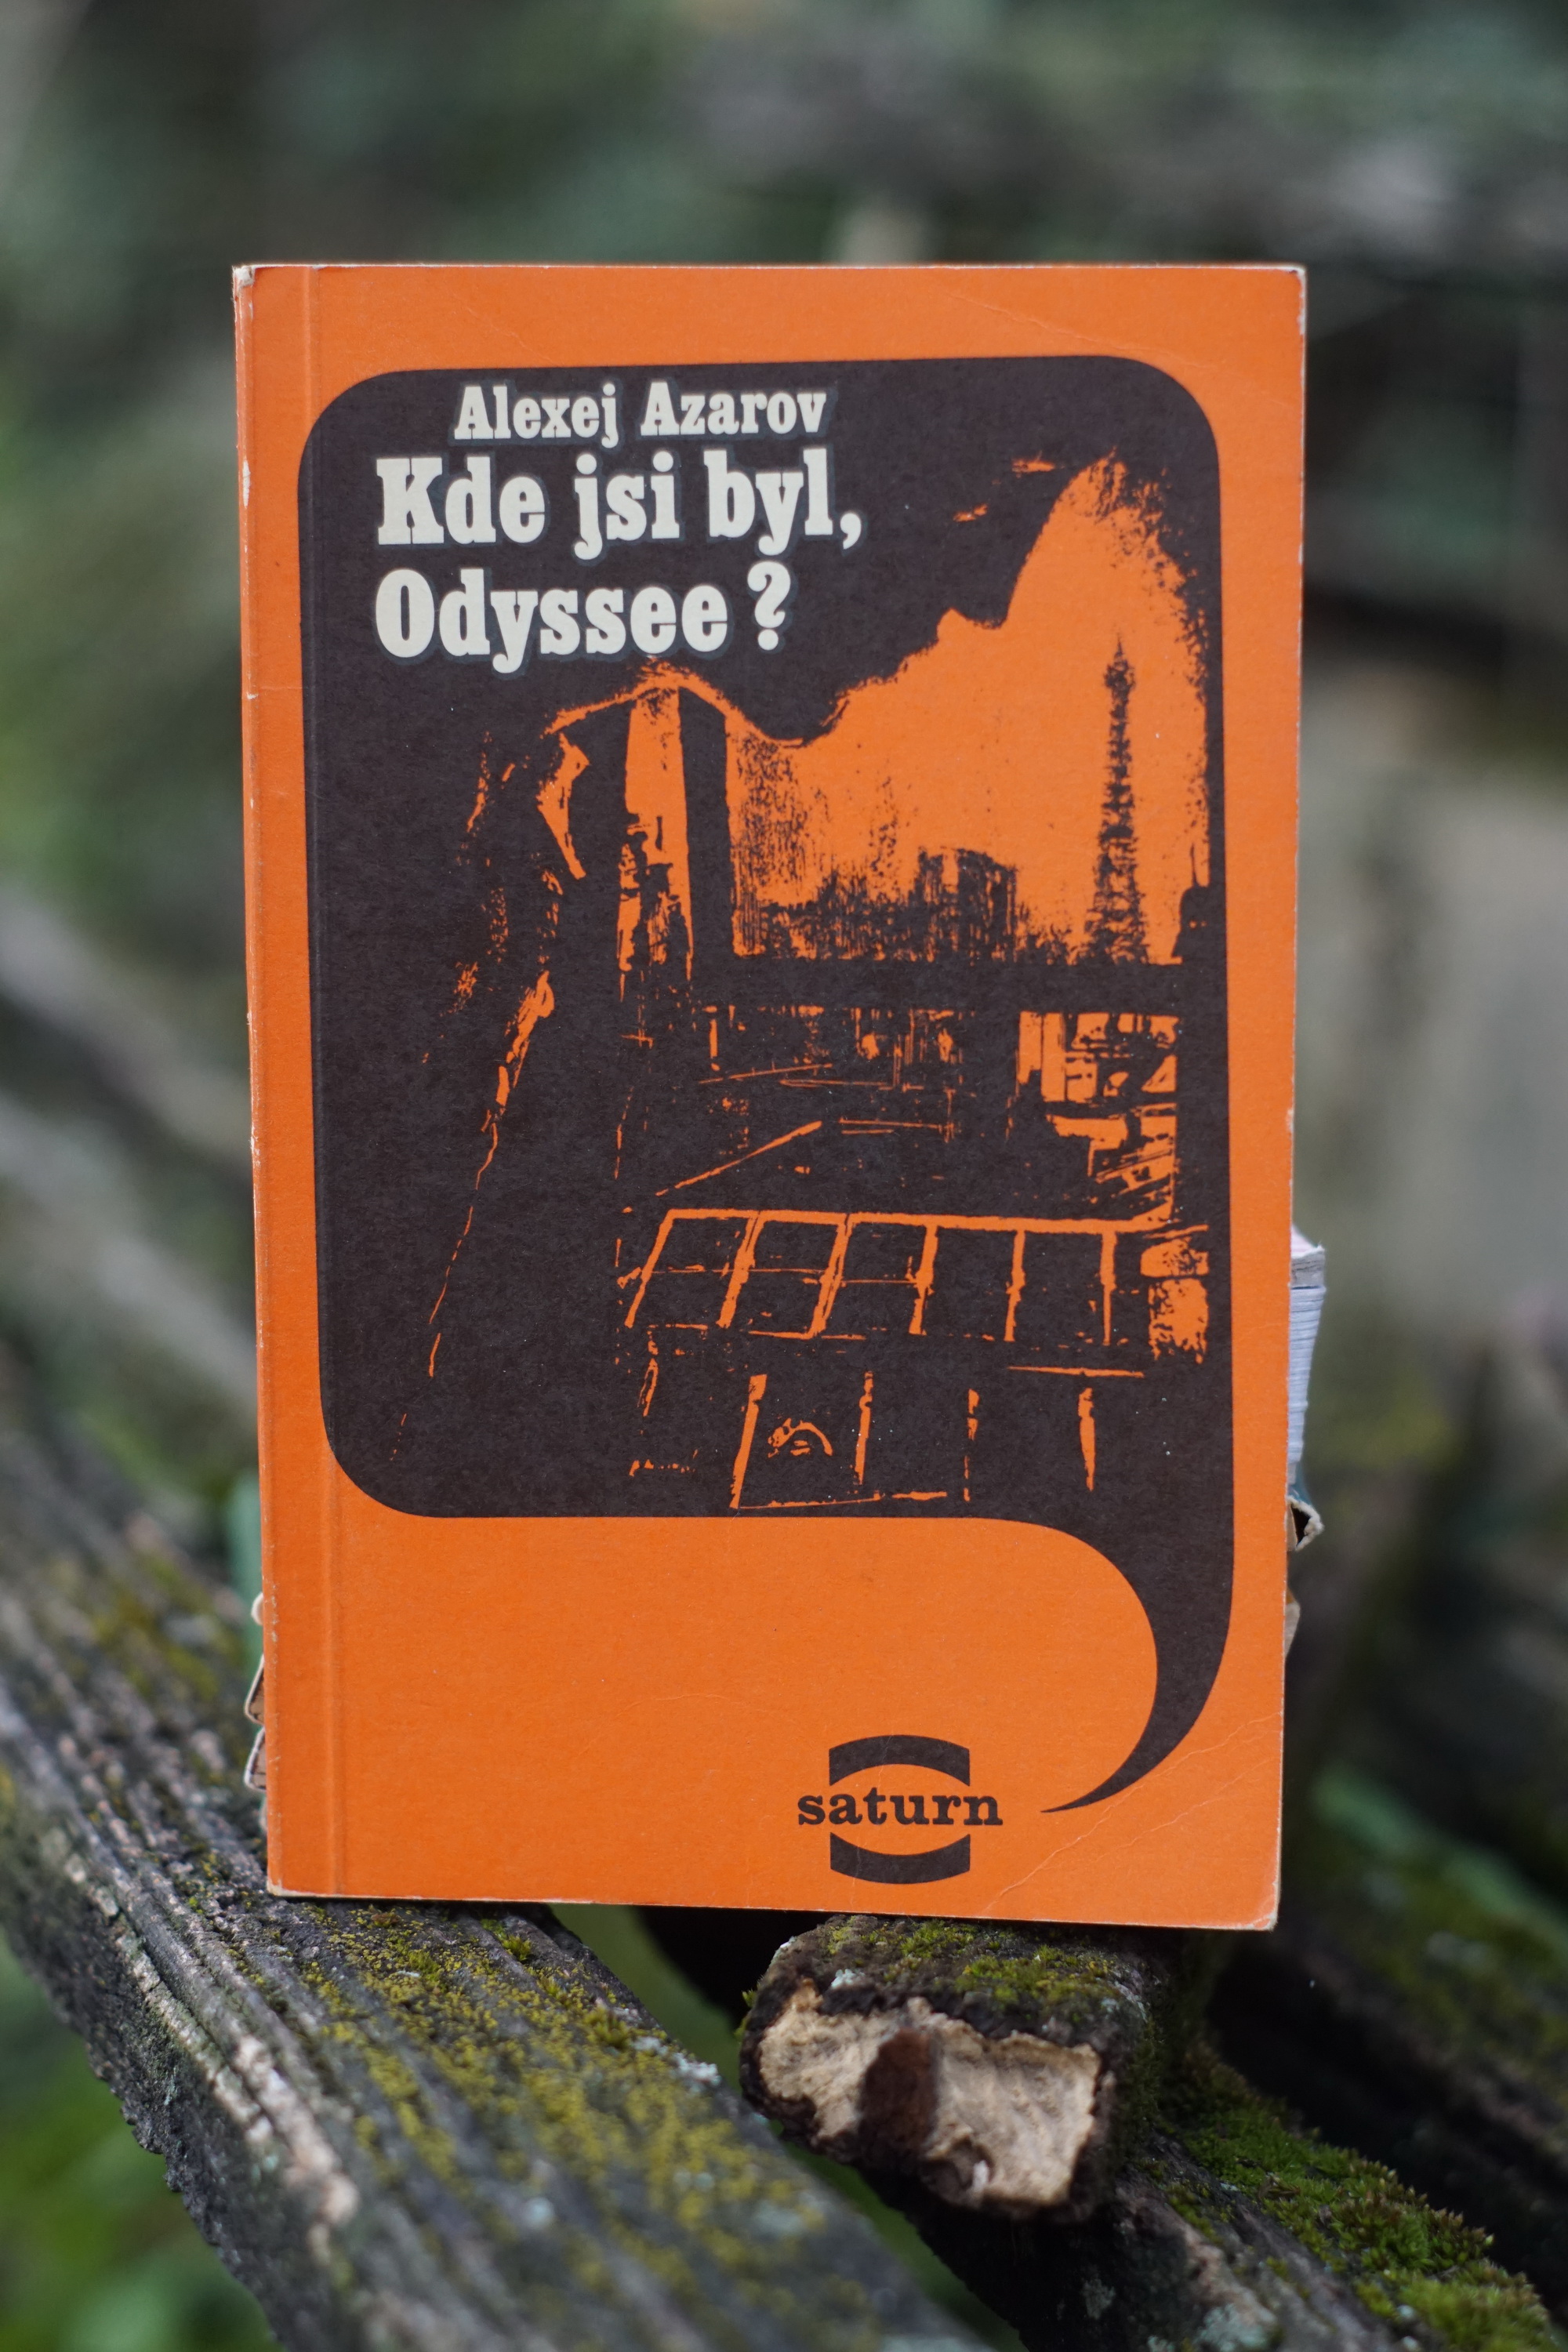 Alexej Azarov
Kde jsi byl,
Odyssee ?
saturn